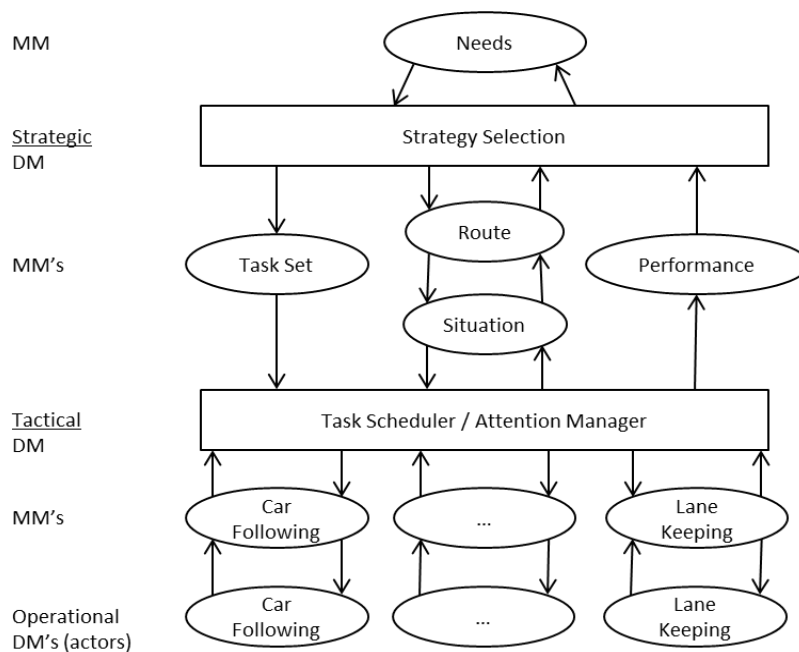 MM
Needs
Strategic
DM
Strategy Selection
MM's
Task Set
Route
Performance
Situation
Tactical
DM
Task Scheduler / Attention Manager
MM's
Car
Following
...
Lane
Keeping
Operational
DM's (actors)
Car
Following
...
Lane
Keeping